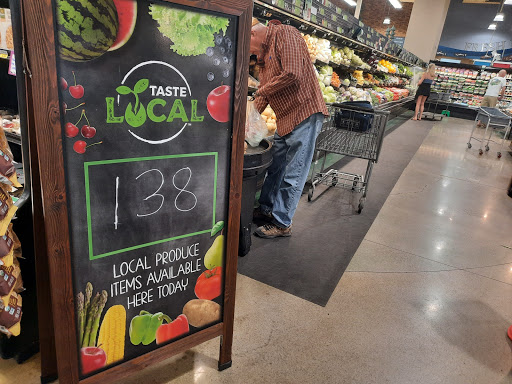 TASTE
LOCAL
138
LOCAL PRODUCE
ITEMS AVAILABLE
HERE TODAY